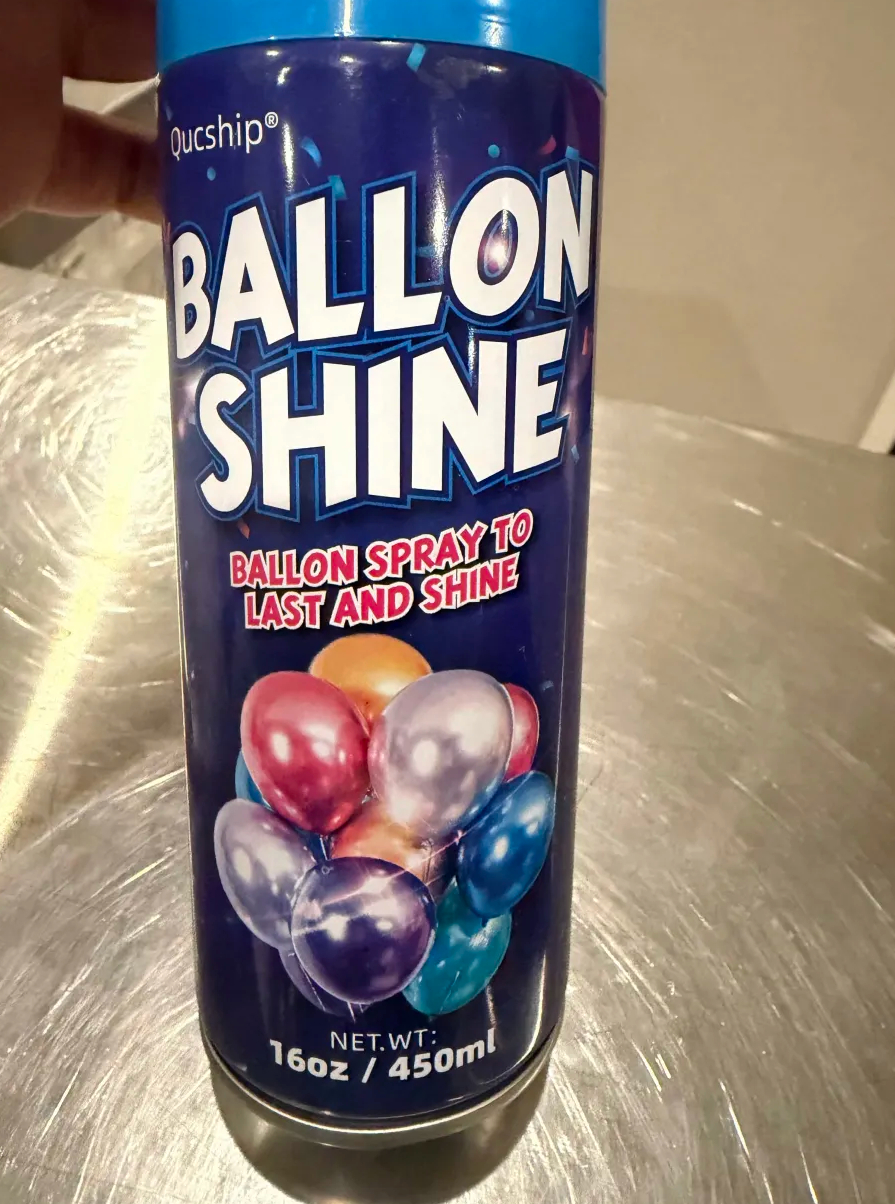 Qucship®
BALLON
SHINE
BALLON SPRAY TO
LAST AND SHINE
NET.WT:
16oz / 450ml